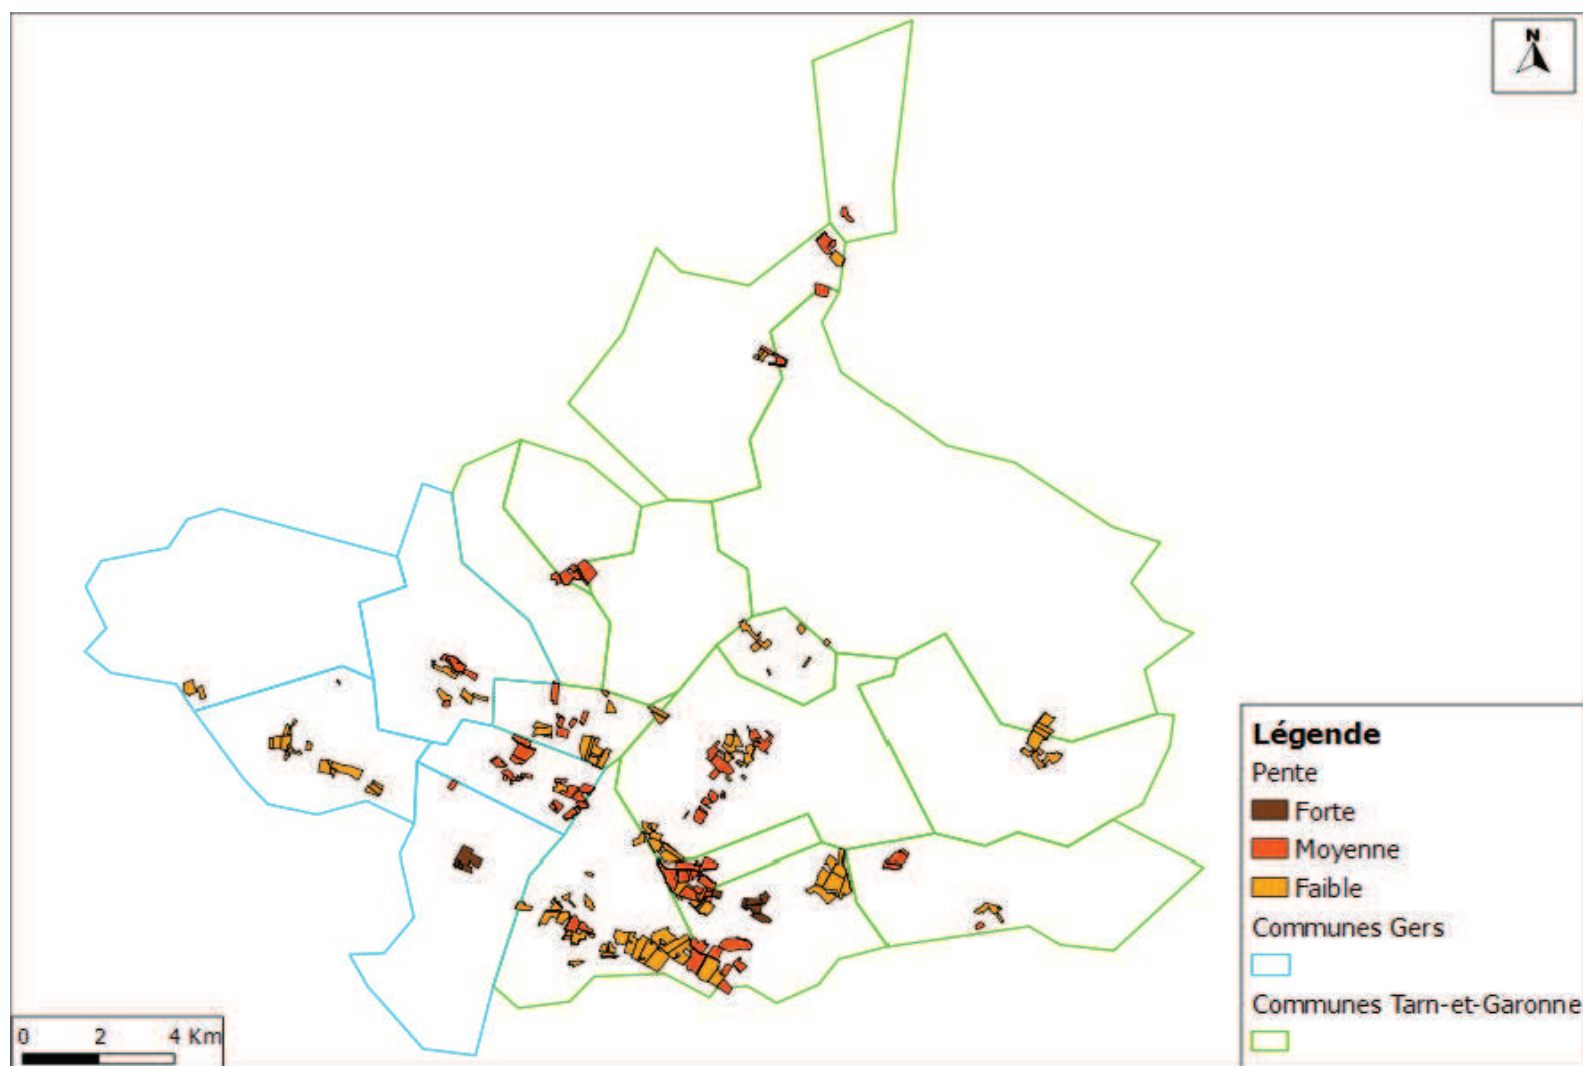 N
Légende
Pente
Forte
Moyenne
Faible
Communes Gers
Communes Tarn-et-Garonne
0 2 4 Km